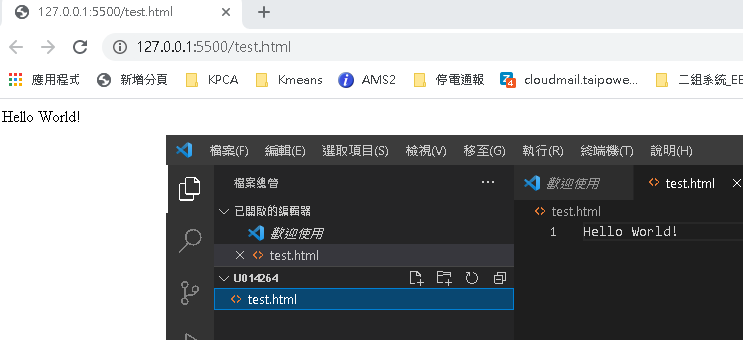 127.0.0.1:5500/test.html
127.0.0.1:5500/test.html
應用程式 新增分頁 KPCA Kmeans AMS2 停電通報 cloudmail.taipowe... 二組系統_EE
Hello World!
檔案(F) 編輯(E) 選取項目(S) 檢視(V) 移至(G) 執行(R) 終端機(T) 說明(H)
檔案總管 ... 歡迎使用 test.html
已開啟的編輯器 test.html
歡迎使用 1 Hello World!
test.html
U014264
test.html